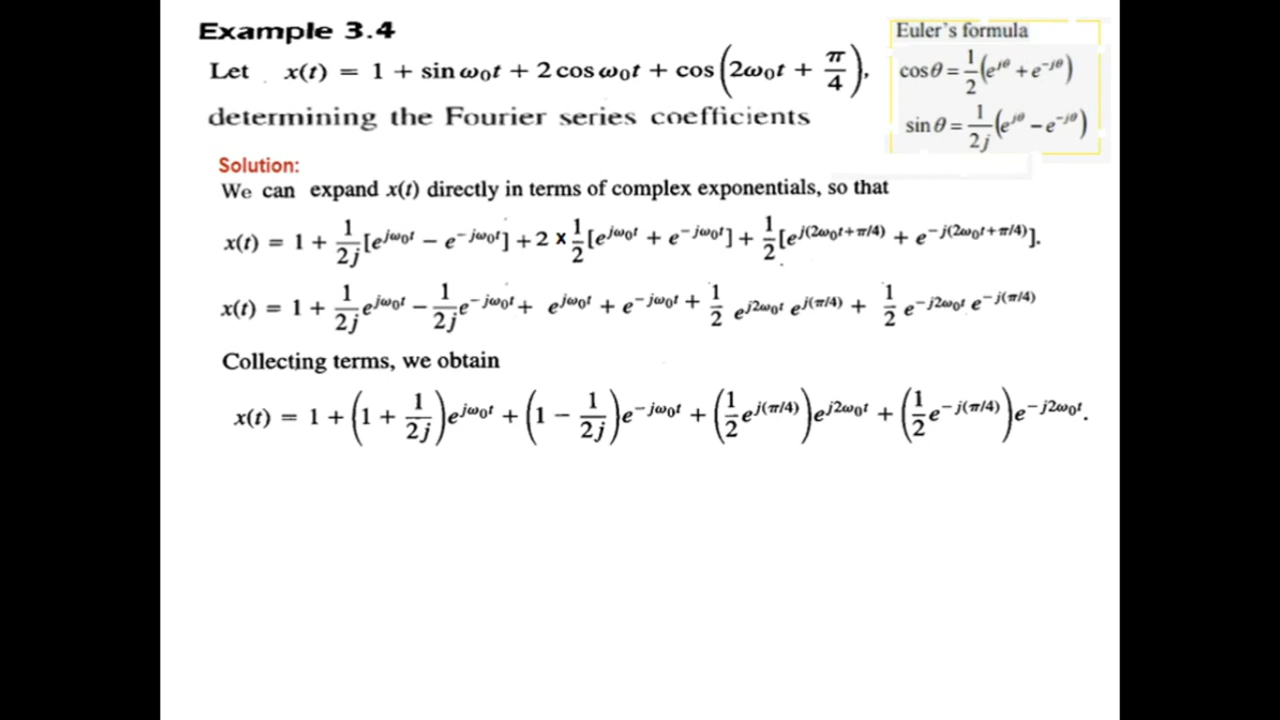 Example 3.4
Let x(t) = 1 + sin ω₀t + 2 cos ω₀t + cos (2ω₀t + π/4),
determining the Fourier series coefficients
Euler's formula
cos θ = 1/2 (e^{jθ} + e^{-jθ})
sin θ = 1/2j (e^{jθ} − e^{-jθ})
Solution:
We can expand x(t) directly in terms of complex exponentials, so that
x(t) = 1 + 1/2j [e^{jω₀t} − e^{-jω₀t}] + 2 x 1/2 [e^{jω₀t} + e^{-jω₀t}] + 1/2 [e^{j(2ω₀t+π/4)} + e^{-j(2ω₀t+π/4)}].
x(t) = 1 + 1/2j e^{jω₀t} − 1/2j e^{-jω₀t} + e^{jω₀t} + e^{-jω₀t} + 1/2 e^{j2ω₀t} e^{j(π/4)} + 1/2 e^{-j2ω₀t} e^{-j(π/4)}
Collecting terms, we obtain
x(t) = 1 + (1 + 1/2j) e^{jω₀t} + (1 − 1/2j) e^{-jω₀t} + (1/2 e^{j(π/4)}) e^{j2ω₀t} + (1/2 e^{-j(π/4)}) e^{-j2ω₀t}.